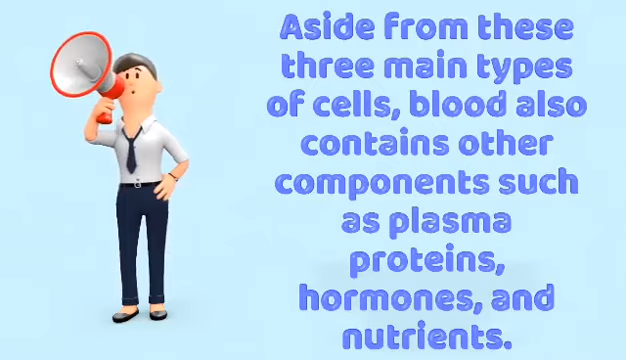 Aside from these
three main types
of cells, blood also
contains other
components such
as plasma
proteins,
hormones, and
nutrients.